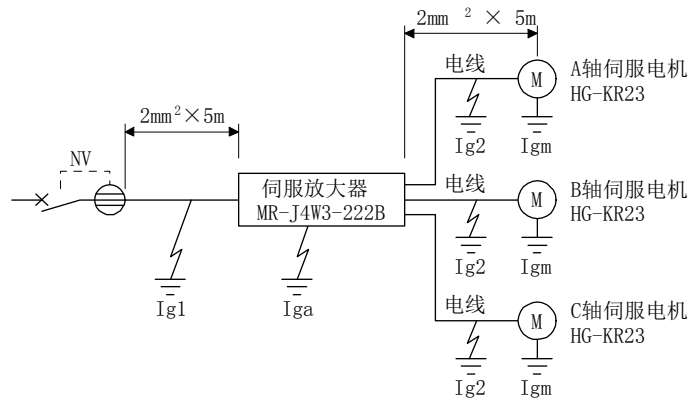 2mm ² × 5m
电线
A轴伺服电机
HG-KR23
M
2mm²×5m
Ig2
Igm
NV
伺服放大器
MR-J4W3-222B
电线
B轴伺服电机
HG-KR23
M
Ig1
Iga
Ig2
Igm
电线
C轴伺服电机
HG-KR23
M
Ig2
Igm